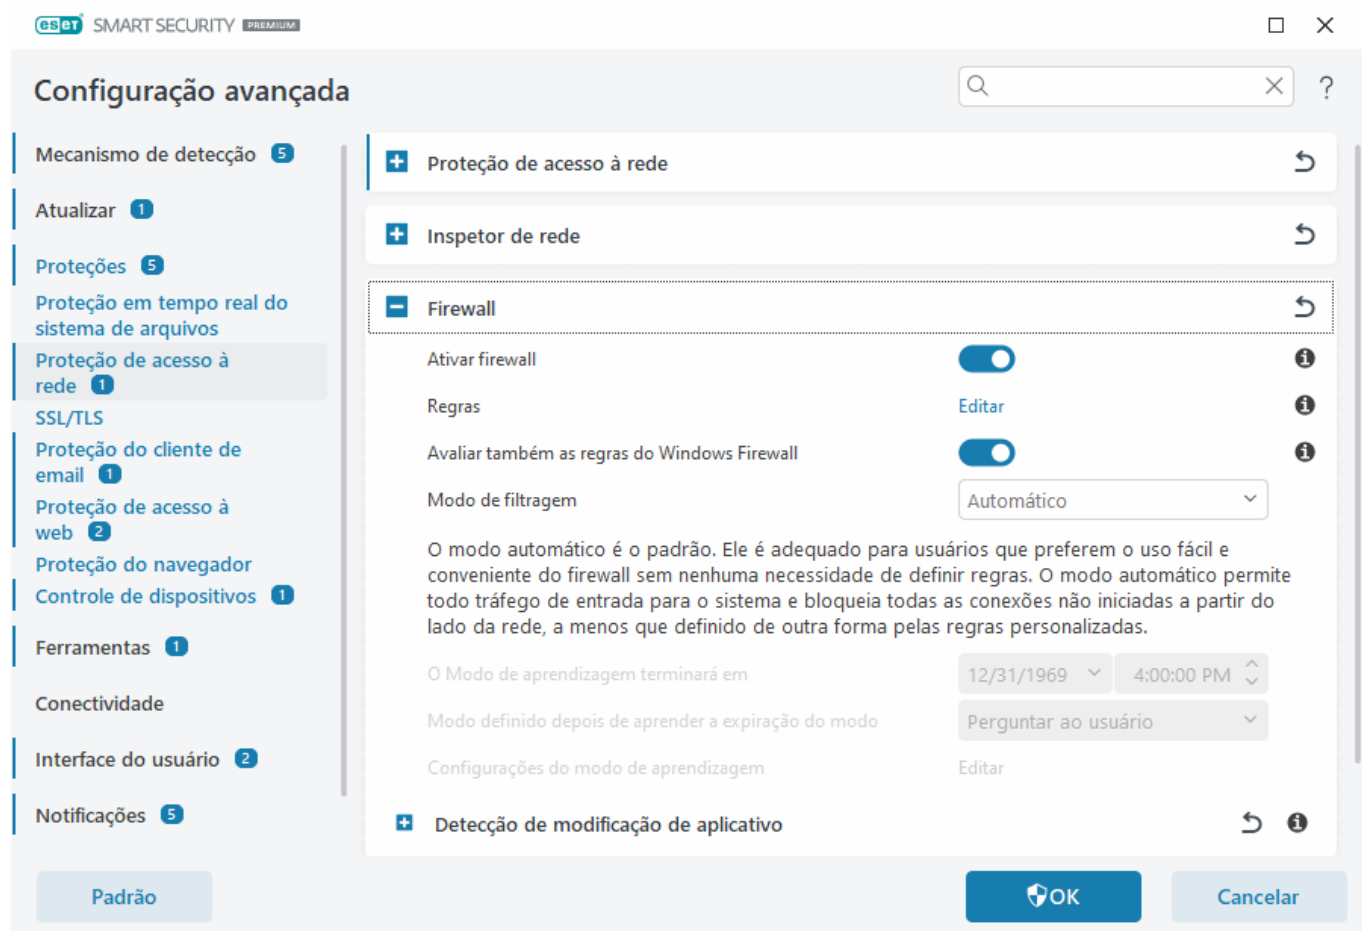 eset SMART SECURITY PREMIUM
Configuração avançada
?
Mecanismo de detecção 5
Atualizar 1
Proteções 5
Proteção em tempo real do
sistema de arquivos
Proteção de acesso à
rede 1
SSL/TLS
Proteção do cliente de
email 1
Proteção de acesso à
web 2
Proteção do navegador
Controle de dispositivos 1
Ferramentas 1
Conectividade
Interface do usuário 2
Notificações 5
Proteção de acesso à rede
Inspetor de rede
Firewall
Ativar firewall
Regras Editar
Avaliar também as regras do Windows Firewall
Modo de filtragem Automático
O modo automático é o padrão. Ele é adequado para usuários que preferem o uso fácil e
conveniente do firewall sem nenhuma necessidade de definir regras. O modo automático permite
todo tráfego de entrada para o sistema e bloqueia todas as conexões não iniciadas a partir do
lado da rede, a menos que definido de outra forma pelas regras personalizadas.
O Modo de aprendizagem terminará em 12/31/1969 4:00:00 PM
Modo definido depois de aprender a expiração do modo Perguntar ao usuário
Configurações do modo de aprendizagem Editar
Detecção de modificação de aplicativo
Padrão OK Cancelar